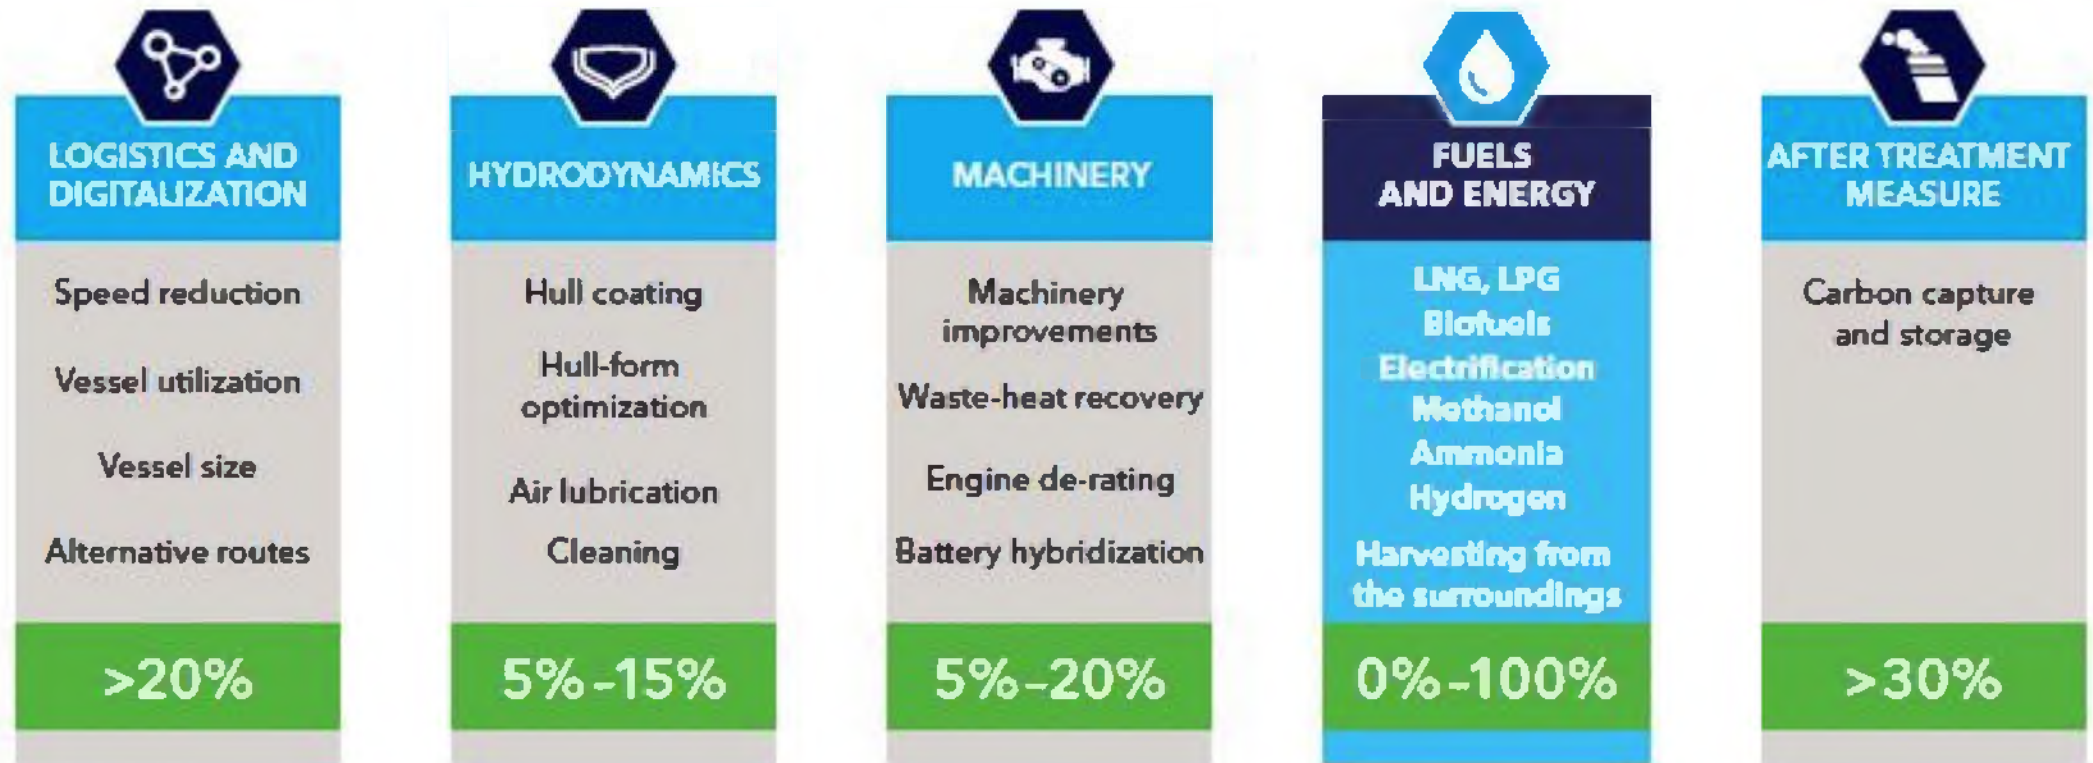 LOGISTICS AND
DIGITALIZATION
Speed reduction
Vessel utilization
Vessel size
Alternative routes
>20%
HYDRODYNAMICS
Hull coating
Hull-form
optimization
Air lubrication
Cleaning
5%-15%
MACHINERY
Machinery
improvements
Waste-heat recovery
Engine de-rating
Battery hybridization
5%-20%
FUELS
AND ENERGY
LNG, LPG
Biofuels
Electrification
Methanol
Ammonia
Hydrogen
Harvesting from
the surroundings
0%-100%
AFTER TREATMENT
MEASURE
Carbon capture
and storage
>30%